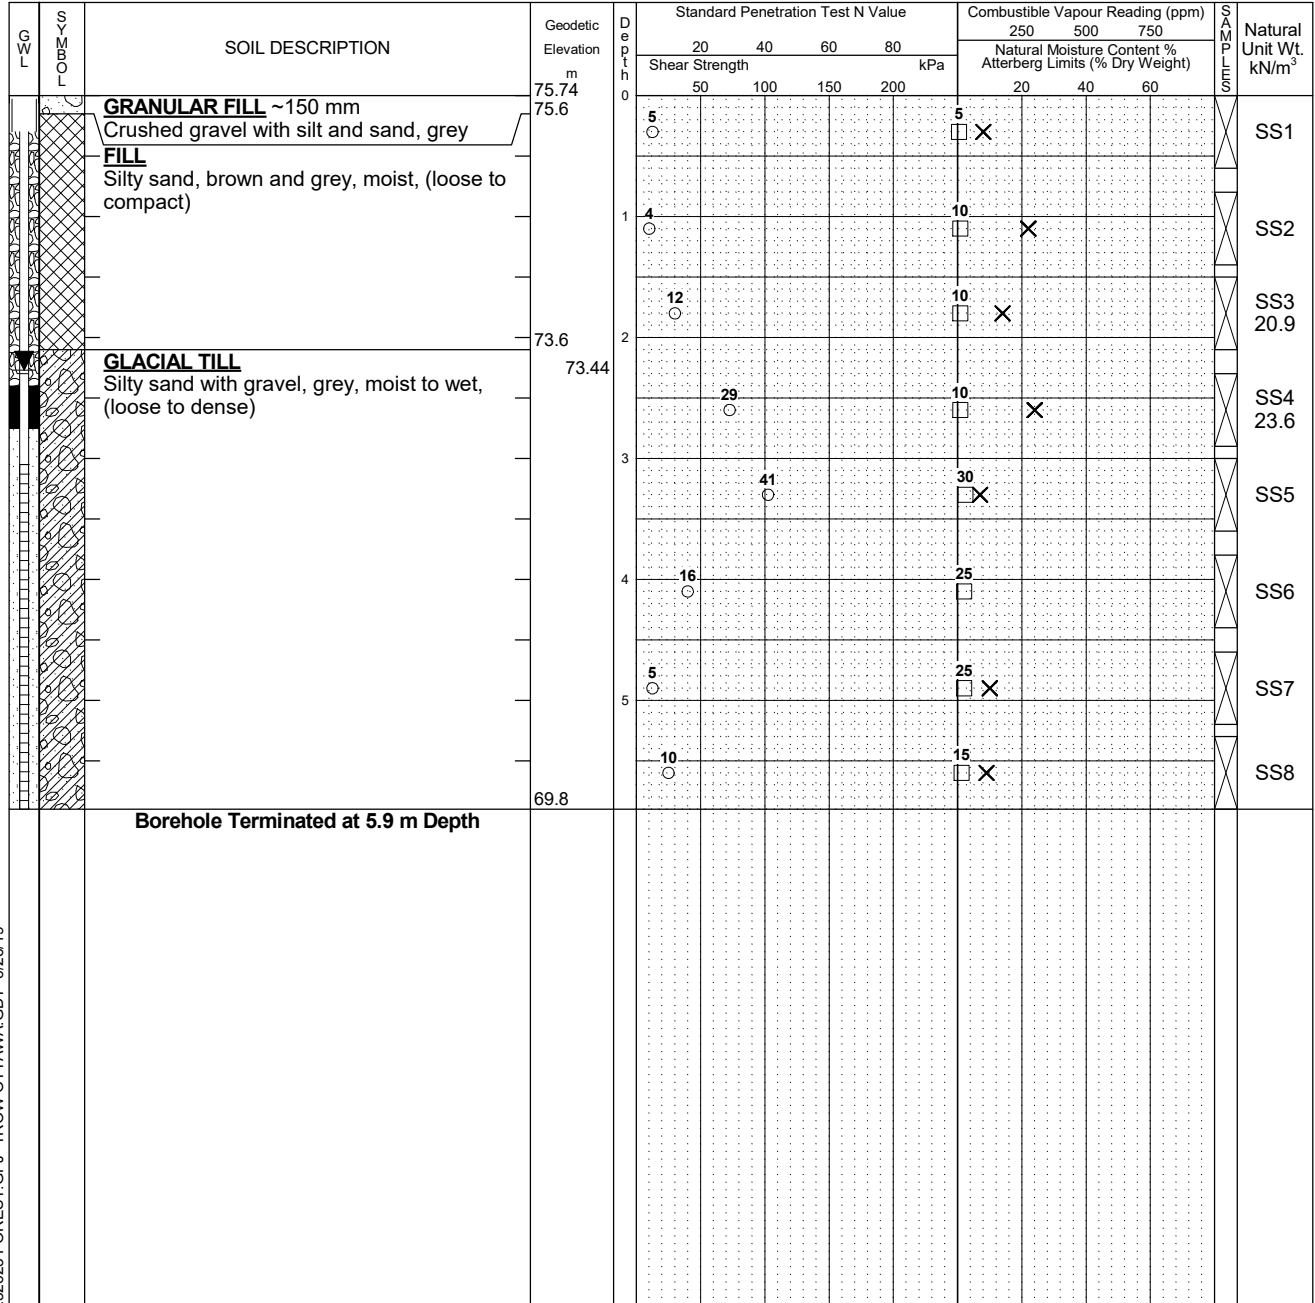 GWL
SYMBOL
SOIL DESCRIPTION
Geodetic
Elevation
m
Depth
Standard Penetration Test N Value
20 40 60 80
Shear Strength kPa
50 100 150 200
Combustible Vapour Reading (ppm)
250 500 750
Natural Moisture Content %
Atterberg Limits (% Dry Weight)
20 40 60
SAMPLES
Natural
Unit Wt.
kN/m³
75.74
0
GRANULAR FILL ~150 mm
75.6
Crushed gravel with silt and sand, grey
5 5 SS1
FILL
Silty sand, brown and grey, moist, (loose to
compact)
1
4 10 SS2
12 10 SS3
20.9
73.6
2
GLACIAL TILL
73.44
Silty sand with gravel, grey, moist to wet,
(loose to dense)
29 10 SS4
23.6
3
41 30 SS5
16 25 SS6
4
5 25 SS7
5
10 15 SS8
69.8
Borehole Terminated at 5.9 m Depth